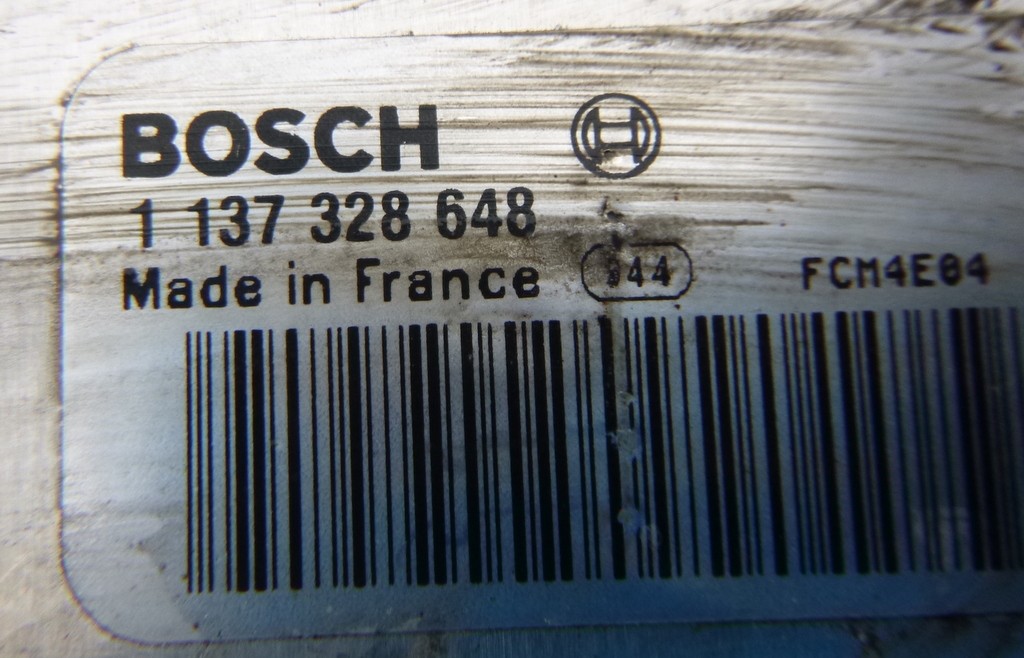 BOSCH
1 137 328 648
Made in France
FCM4E04